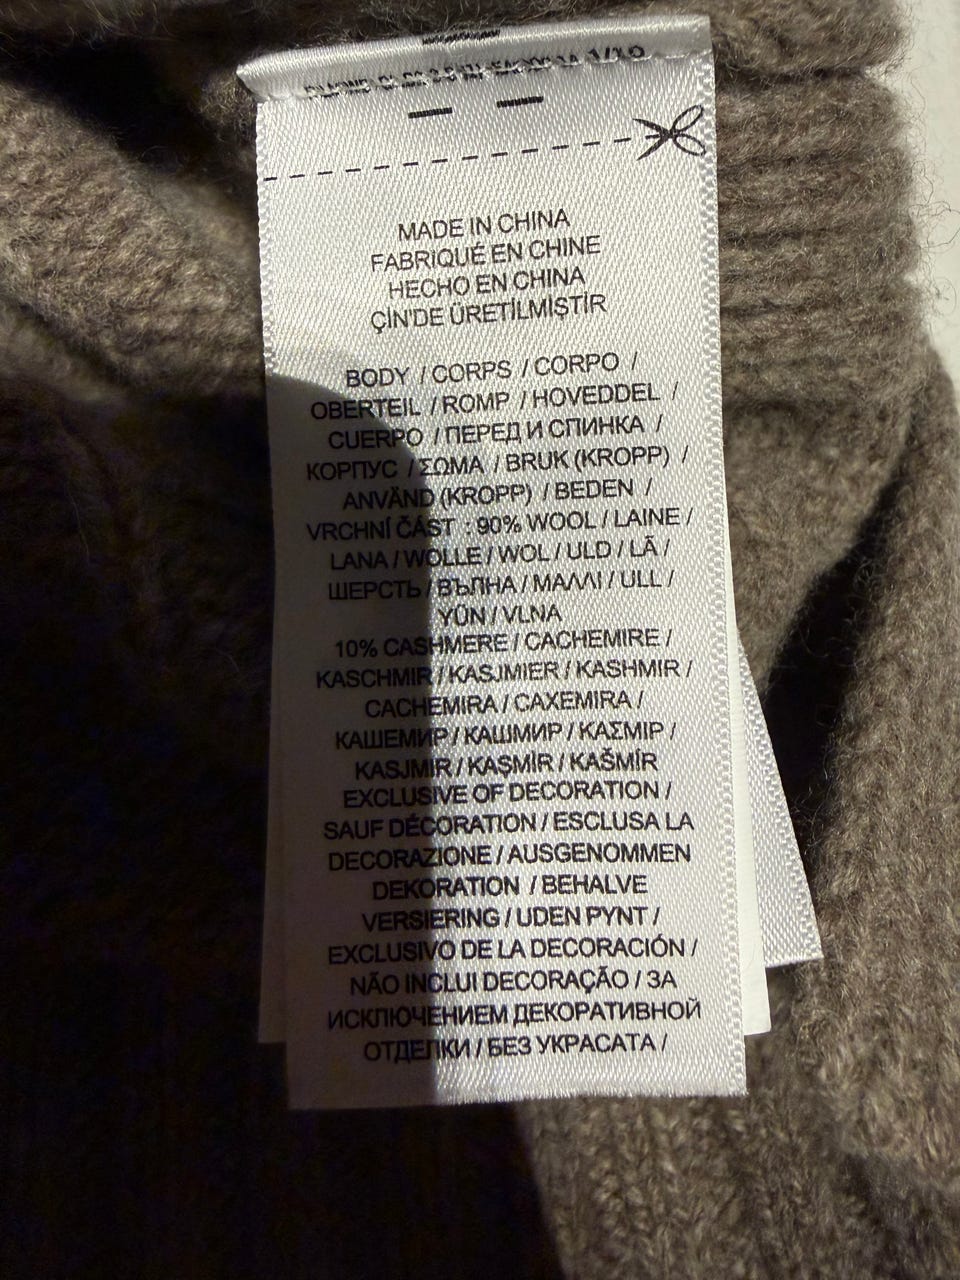 MADE IN CHINA
FABRIQUÉ EN CHINE
HECHO EN CHINA
ÇİN'DE ÜRETİLMİŞTİR
BODY / CORPS / CORPO /
OBERTEIL / ROMP / HOVEDDEL /
CUERPO / ПЕРЕД И СПИНКА /
КОРПУС / ΣΩΜΑ / BRUK (KROPP) /
ANVÄND (KROPP) / BEDEN /
VRCHNÍ ČÁST : 90% WOOL / LAINE /
LANA / WOLLE / WOL / ULD / LÃ /
ШЕРСТЬ / ВЪЛНА / ΜΑΛΛΙ / ULL /
YÜN / VLNA
10% CASHMERE / CACHEMIRE /
KASCHMIR / KASJMIER / KASHMIR /
CACHEMIRA / CAXEMIRA /
КАШЕМИР / КАШМИР / ΚΑΣΜΙΡ /
KASJMIR / KAŞMİR / KAŠMÍR
EXCLUSIVE OF DECORATION /
SAUF DÉCORATION / ESCLUSA LA
DECORAZIONE / AUSGENOMMEN
DEKORATION / BEHALVE
VERSIERING / UDEN PYNT /
EXCLUSIVO DE LA DECORACIÓN /
NÃO INCLUI DECORAÇÃO / ЗА
ИСКЛЮЧЕНИЕМ ДЕКОРАТИВНОЙ
ОТДЕЛКИ / БЕЗ УКРАСАТА /